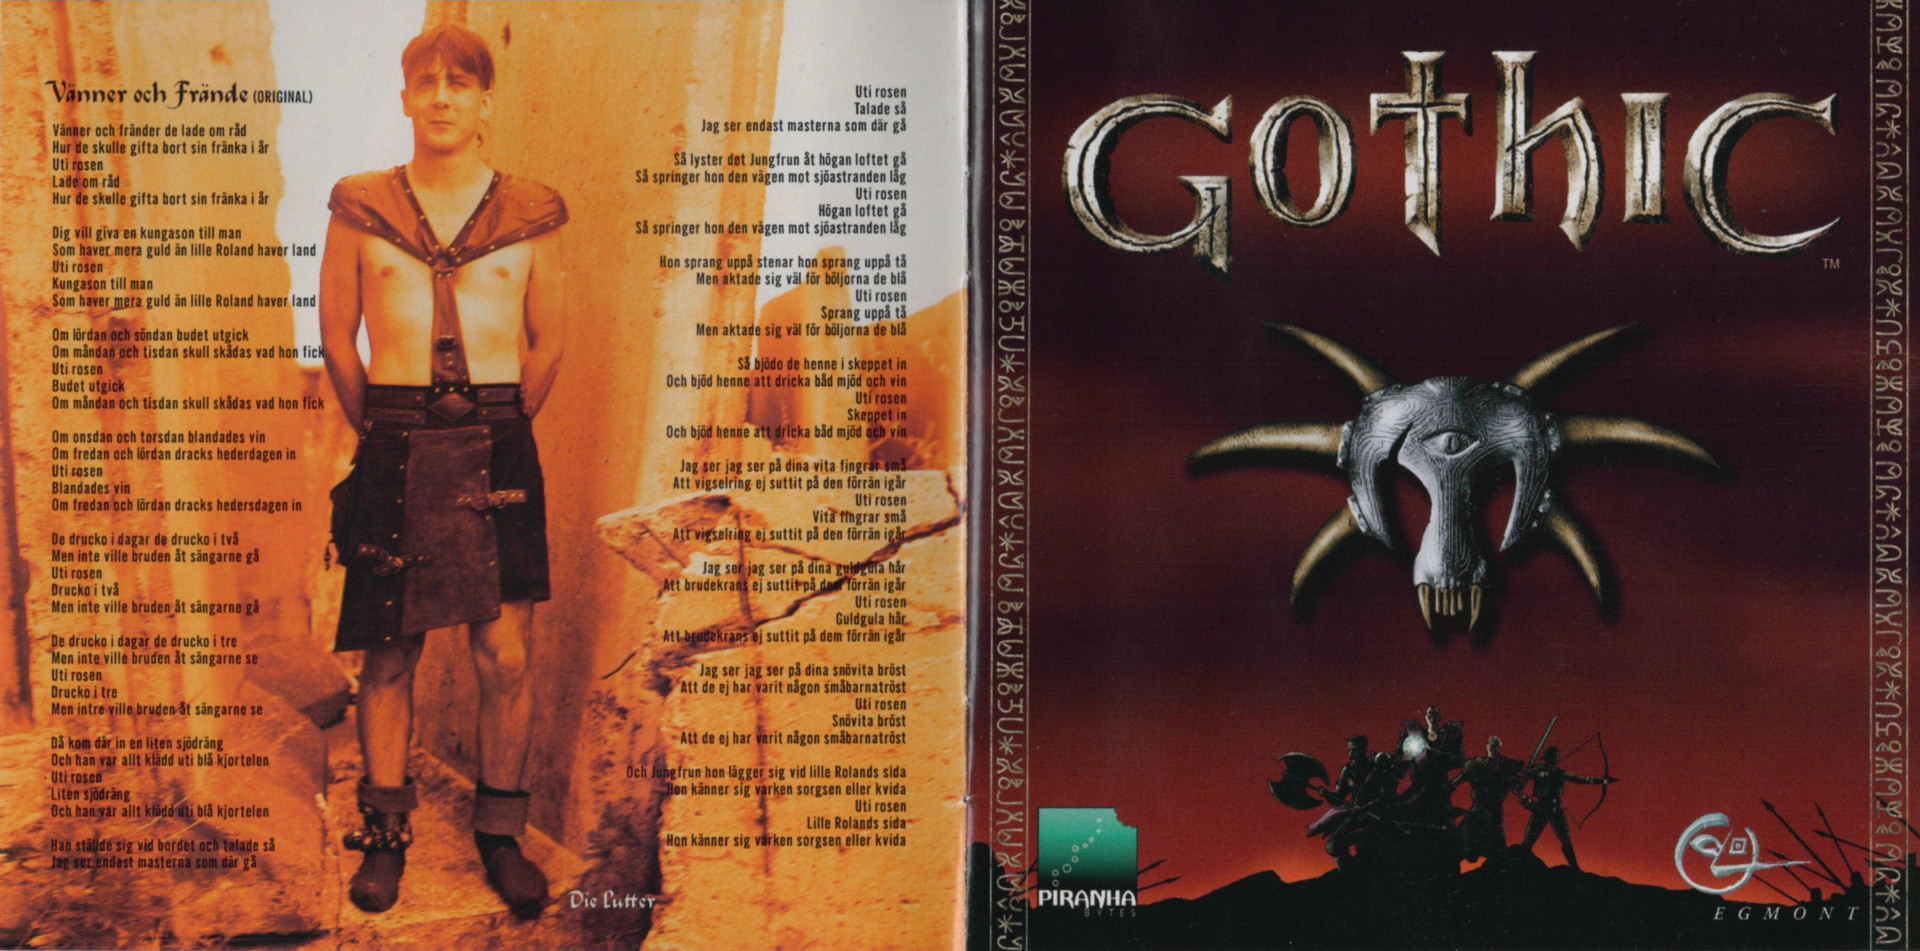 Vänner och Frände (ORIGINAL)
Vänner och fränder de lade om råd
Hur de skulle gifta bort sin fränka i år
Uti rosen
Lade om råd
Hur de skulle gifta bort sin fränka i år
Dig vill giva en kungason till man
Som haver mera guld än lille Roland haver land
Uti rosen
Kungason till man
Som haver mera guld än lille Roland haver land
Om lördan och söndan budet utgick
Om måndan och tisdan skull skådas vad hon fick
Uti rosen
Budet utgick
Om måndan och tisdan skull skådas vad hon fick
Om onsdan och torsdan blandades vin
Om fredan och lördan dracks hederdagen in
Uti rosen
Blandades vin
Om fredan och lördan dracks hedersdagen in
De drucko i dagar de drucko i två
Men inte ville bruden åt sängarne gå
Uti rosen
Drucko i två
Men inte ville bruden åt sängarne gå
De drucko i dagar de drucko i tre
Men inte ville bruden åt sängarne se
Uti rosen
Drucko i tre
Men intre ville bruden åt sängarne se
Då kom där in en liten sjödräng
Och han var allt klädd uti blå kjortelen
Uti rosen
Liten sjödräng
Och han var allt klädd uti blå kjortelen
Han ställde sig vid bordet och talade så
Jag ser endast masterna som där gå
Uti rosen
Talade så
Jag ser endast masterna som där gå
Så lyster det Jungfrun åt högan loftet gå
Så springer hon den vägen mot sjöastranden låg
Uti rosen
Högan loftet gå
Så springer hon den vägen mot sjöastranden låg
Hon sprang uppå stenar hon sprang uppå tå
Men aktade sig väl för böljorna de blå
Uti rosen
Sprang uppå tå
Men aktade sig väl för böljorna de blå
Så bjödo de henne i skeppet in
Och bjöd henne att dricka båd mjöd och vin
Uti rosen
Skeppet in
Och bjöd henne att dricka båd mjöd och vin
Jag ser jag ser på dina vita fingrar små
Att vigselring ej suttit på den förrän igår
Uti rosen
Vita fingrar små
Att vigselring ej suttit på den förrän igår
Jag ser jag ser på dina guldgula hår
Att brudekrans ej suttit på dem förrän igår
Uti rosen
Guldgula hår
Att brudekrans ej suttit på dem förrän igår
Jag ser jag ser på dina snövita bröst
Att de ej har varit någon småbarnatröst
Uti rosen
Snövita bröst
Att de ej har varit någon småbarnatröst
Och Jungfrun hon lägger sig vid lille Rolands sida
Hon känner sig varken sorgsen eller kvida
Uti rosen
Lille Rolands sida
Hon känner sig varken sorgsen eller kvida
Die Lutter
GOTHIC
TM
PIRANHA
BYTES
EGMONT